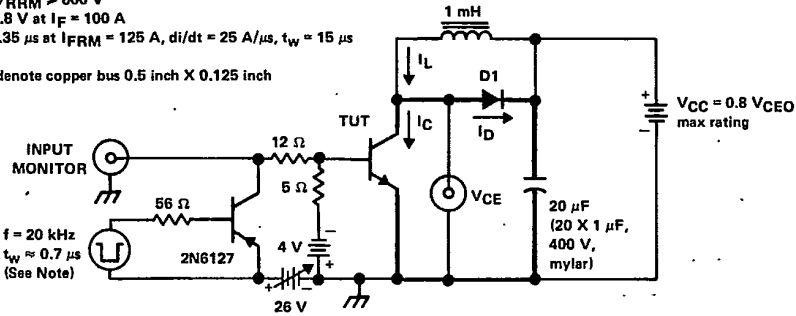 RRM > 600 V
.8 V at IF = 100 A
.35 µs at IFRM = 125 A, di/dt = 25 A/µs, tw = 15 µs
denote copper bus 0.5 inch X 0.125 inch
1 mH
IL
D1
TUT
IC
ID
+
VCC = 0.8 VCEO
max rating
−
INPUT
MONITOR
12 Ω
5 Ω
VCE
56 Ω
20 µF
(20 X 1 µF,
400 V,
mylar)
f = 20 kHz
tw ≈ 0.7 µs
(See Note)
2N6127
4 V
−
+
+
−
26 V